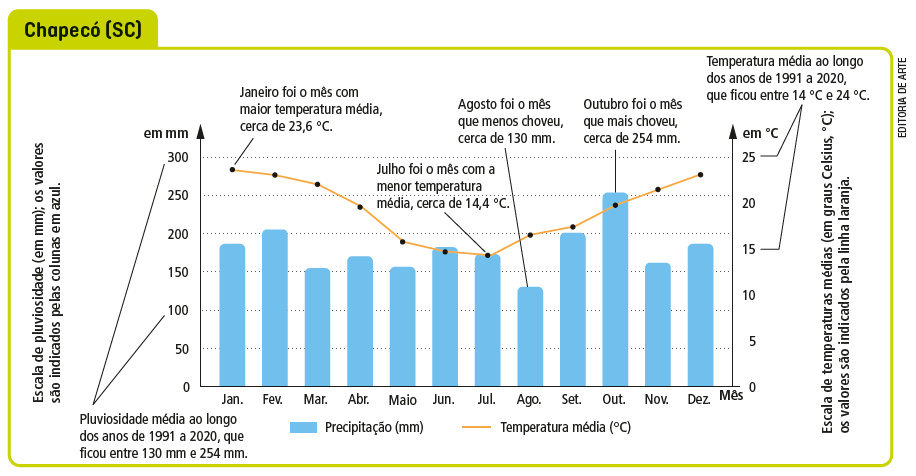 Chapecó (SC)
Temperatura média ao longo
dos anos de 1991 a 2020,
que ficou entre 14 °C e 24 °C.
EDITORIA DE ARTE
Janeiro foi o mês com
maior temperatura média,
cerca de 23,6 °C.
Agosto foi o mês
que menos choveu,
cerca de 130 mm.
Outubro foi o mês
que mais choveu,
cerca de 254 mm.
Julho foi o mês com a
menor temperatura
média, cerca de 14,4 °C.
Escala de pluviosidade (em mm); os valores
são indicados pelas colunas em azul.
em mm
300
250
200
150
100
50
0
em °C
25
20
15
10
5
0
Escala de temperaturas médias (em graus Celsius, °C);
os valores são indicados pela linha laranja.
Jan. Fev. Mar. Abr. Maio Jun. Jul. Ago. Set. Out. Nov. Dez. Mês
Pluviosidade média ao longo
dos anos de 1991 a 2020, que
ficou entre 130 mm e 254 mm.
Precipitação (mm) Temperatura média (°C)